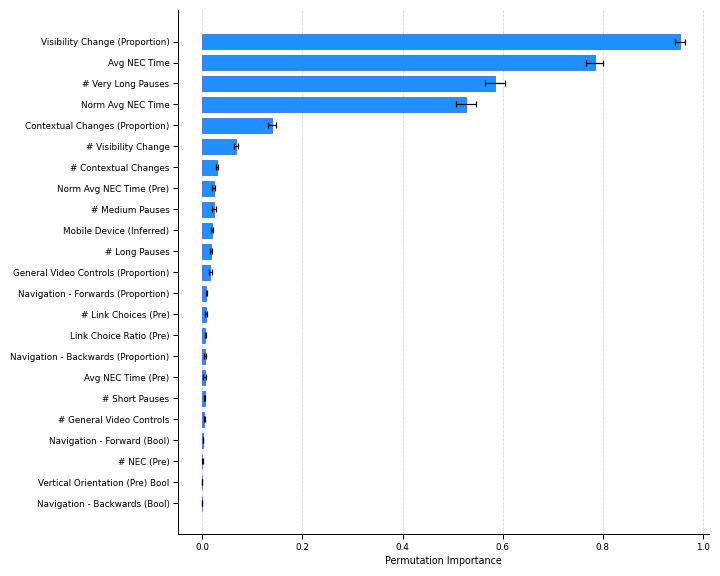 Visibility Change (Proportion)
Avg NEC Time
# Very Long Pauses
Norm Avg NEC Time
Contextual Changes (Proportion)
# Visibility Change
# Contextual Changes
Norm Avg NEC Time (Pre)
# Medium Pauses
Mobile Device (Inferred)
# Long Pauses
General Video Controls (Proportion)
Navigation - Forwards (Proportion)
# Link Choices (Pre)
Link Choice Ratio (Pre)
Navigation - Backwards (Proportion)
Avg NEC Time (Pre)
# Short Pauses
# General Video Controls
Navigation - Forward (Bool)
# NEC (Pre)
Vertical Orientation (Pre) Bool
Navigation - Backwards (Bool)
0.0 0.2 0.4 0.6 0.8 1.0
Permutation Importance